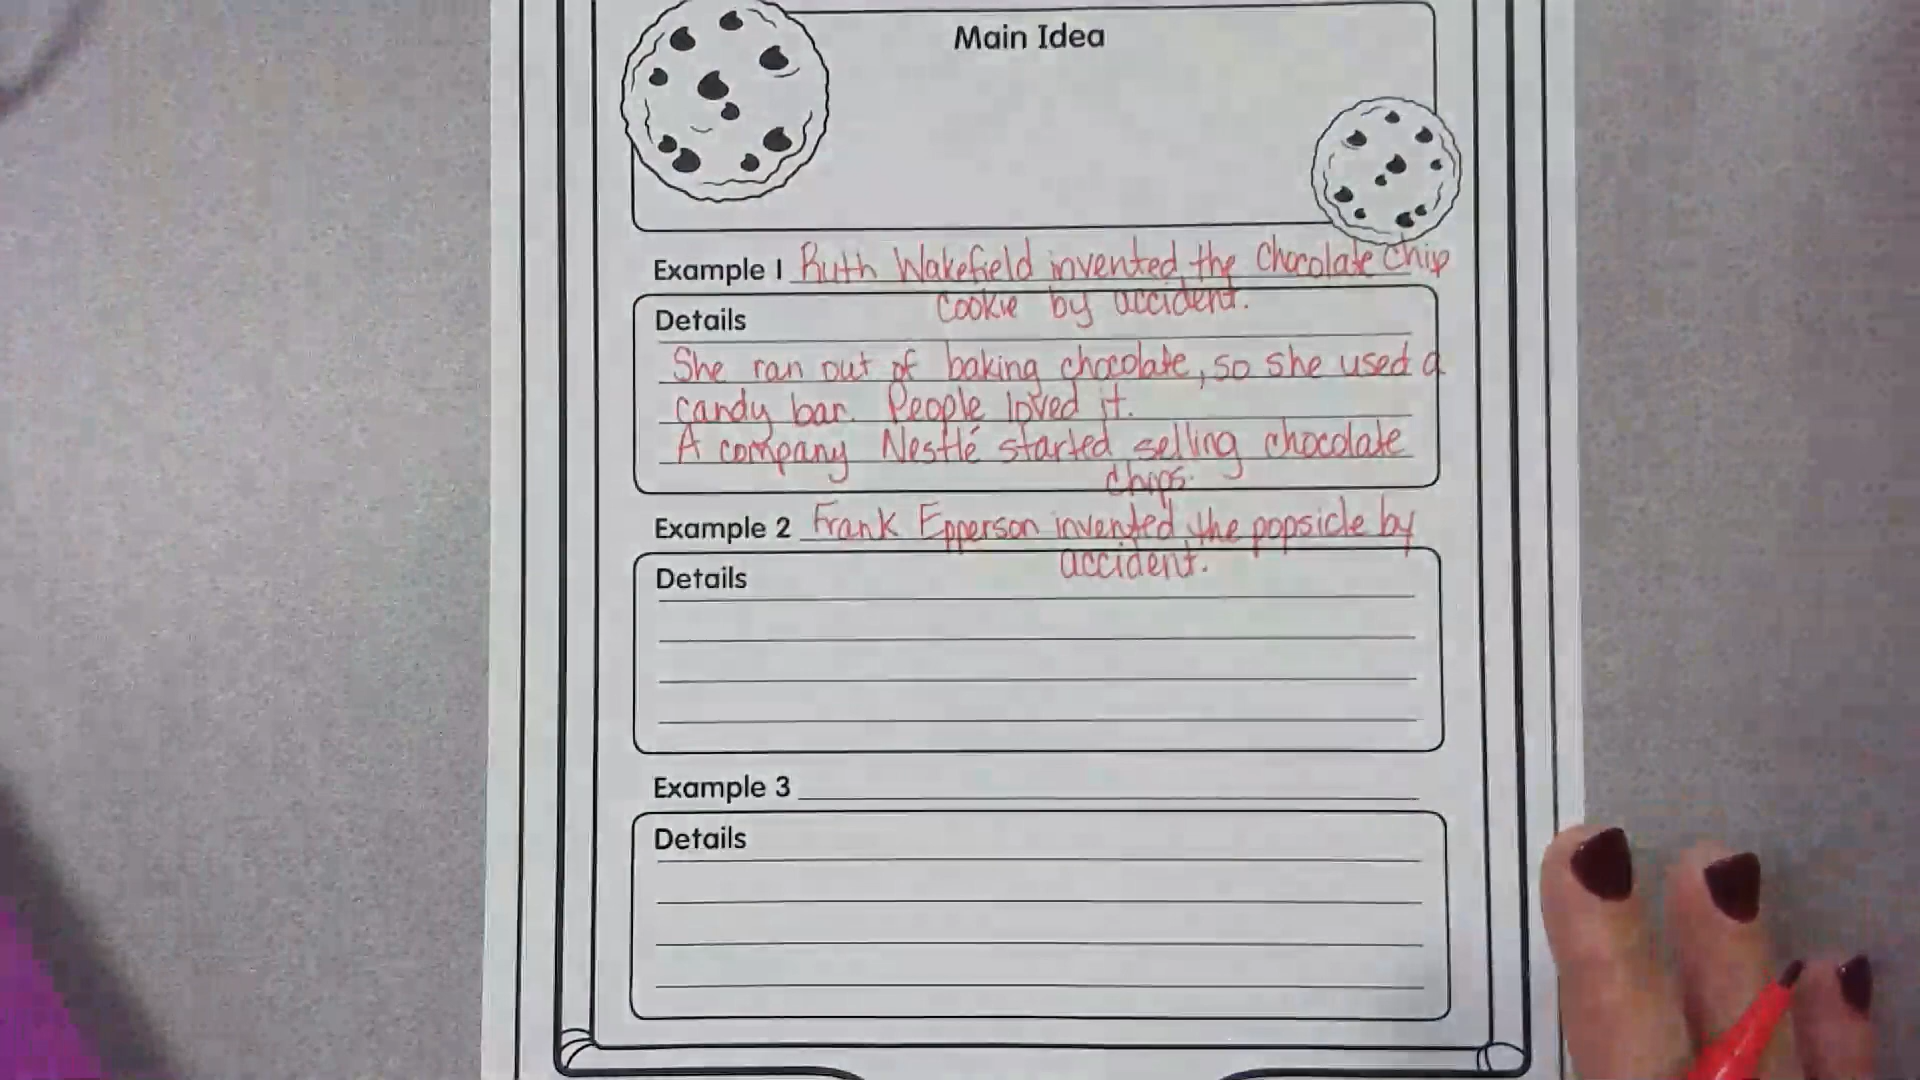 Main Idea
Example 1 Ruth Wakefield invented the Chocolate Chip
cookie by accident.
Details
She ran out of baking chocolate, so she used a
candy bar. People loved it.
A company Nestlé started selling chocolate
chips.
Example 2 Frank Epperson invented the popsicle by
accident.
Details
Example 3
Details